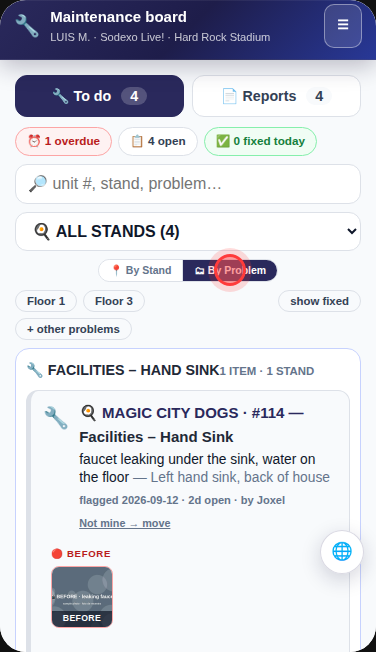 Maintenance board
LUIS M. · Sodexo Live! · Hard Rock Stadium
To do 4
Reports 4
1 overdue
4 open
0 fixed today
unit #, stand, problem…
ALL STANDS (4)
By Stand
By Problem
Floor 1
Floor 3
show fixed
+ other problems
FACILITIES – HAND SINK 1 ITEM · 1 STAND
MAGIC CITY DOGS · #114 —
Facilities – Hand Sink
faucet leaking under the sink, water on
the floor — Left hand sink, back of house
flagged 2026-09-12 · 2d open · by Joxel
Not mine → move
BEFORE
BEFORE - leaking fauc
BEFORE